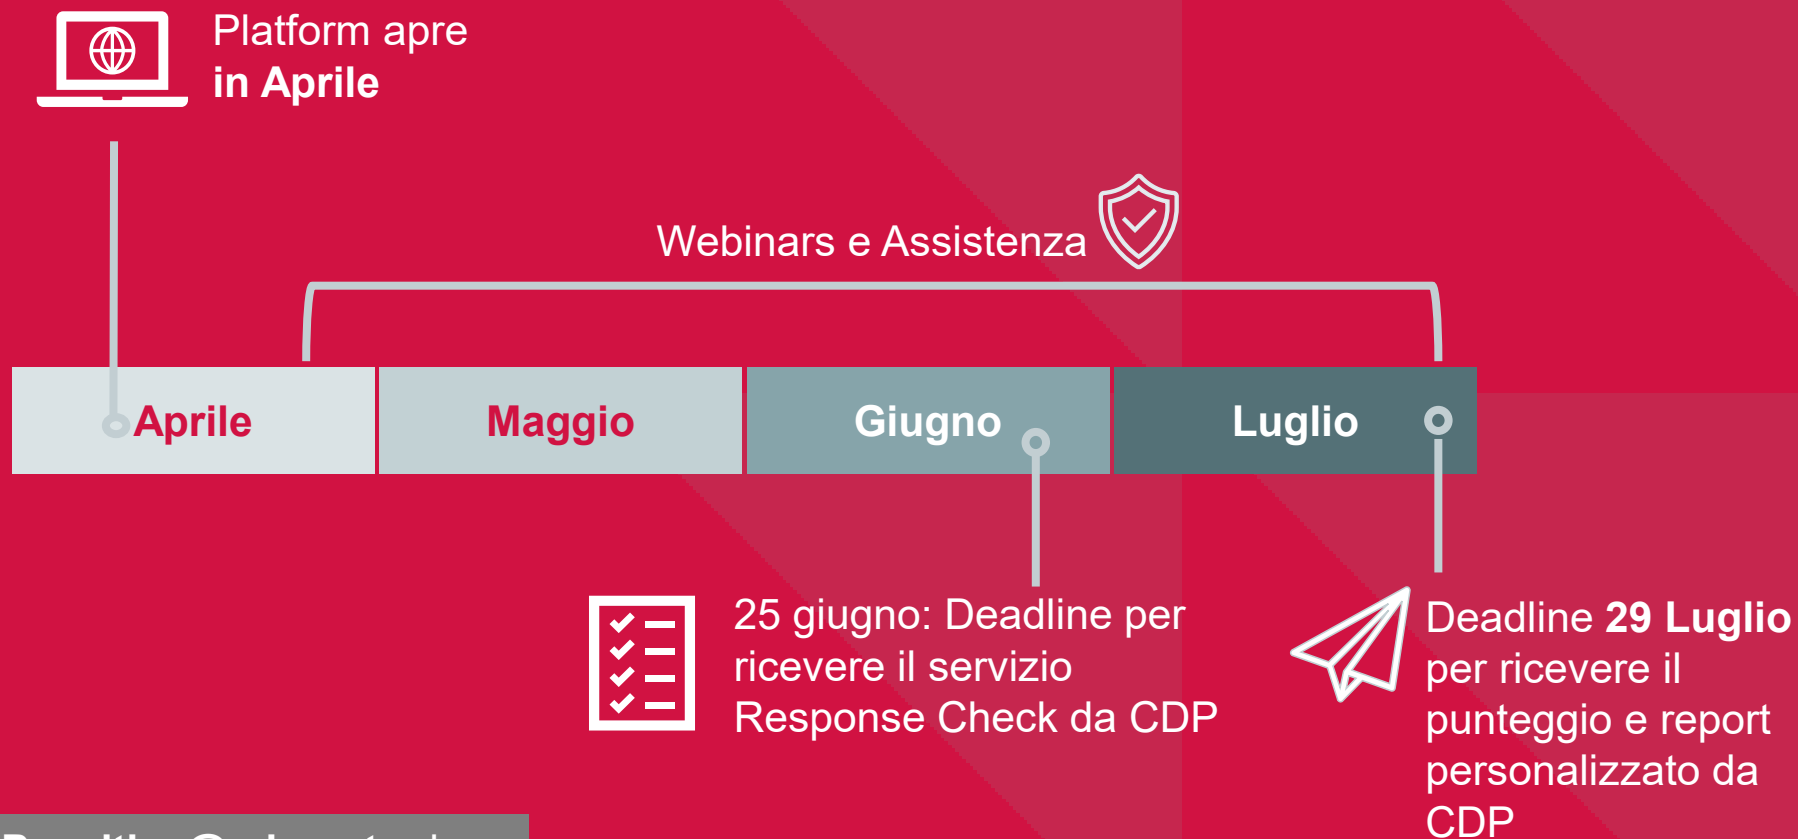 Platform apre
in Aprile
Webinars e Assistenza
Aprile
Maggio
Giugno
Luglio
25 giugno: Deadline per
ricevere il servizio
Response Check da CDP
Deadline 29 Luglio
per ricevere il
punteggio e report
personalizzato da
CDP